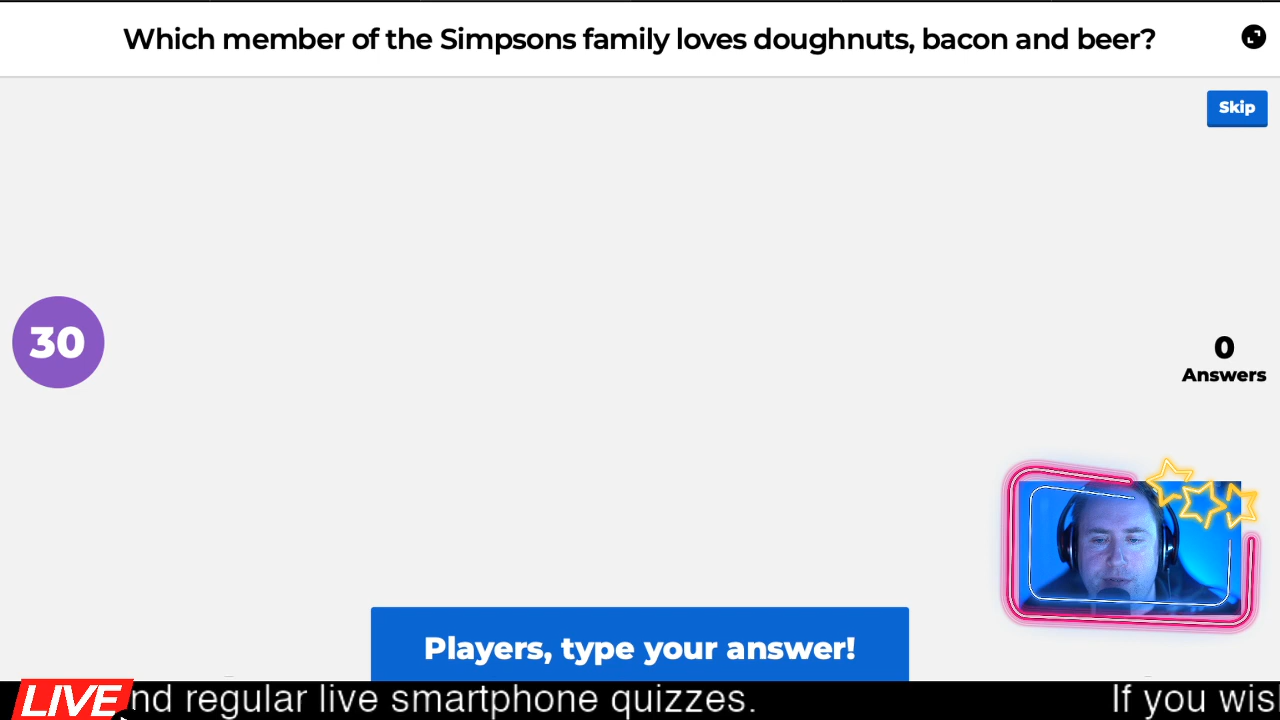 Which member of the Simpsons family loves doughnuts, bacon and beer?
Skip
30
0
Answers
Players, type your answer!
LIVE nd regular live smartphone quizzes. If you wis